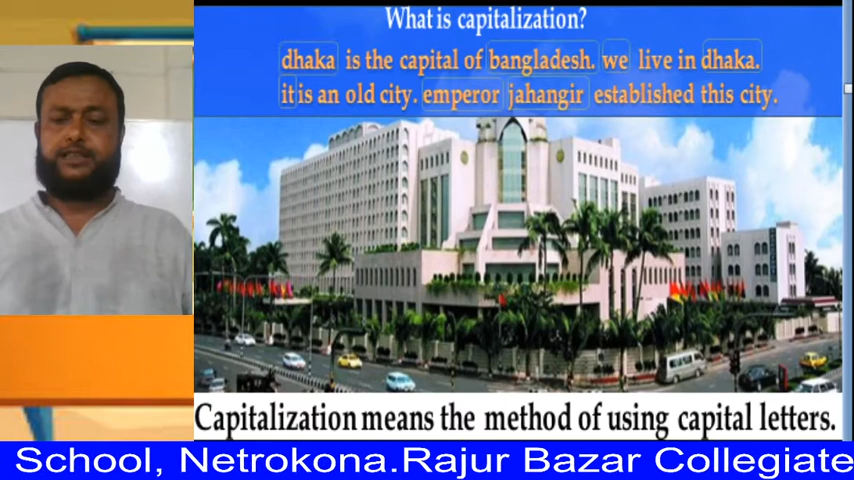 What is capitalization?
dhaka is the capital of bangladesh. we live in dhaka.
it is an old city. emperor jahangir established this city.
Capitalization means the method of using capital letters.
School, Netrokona.Rajur Bazar Collegiate